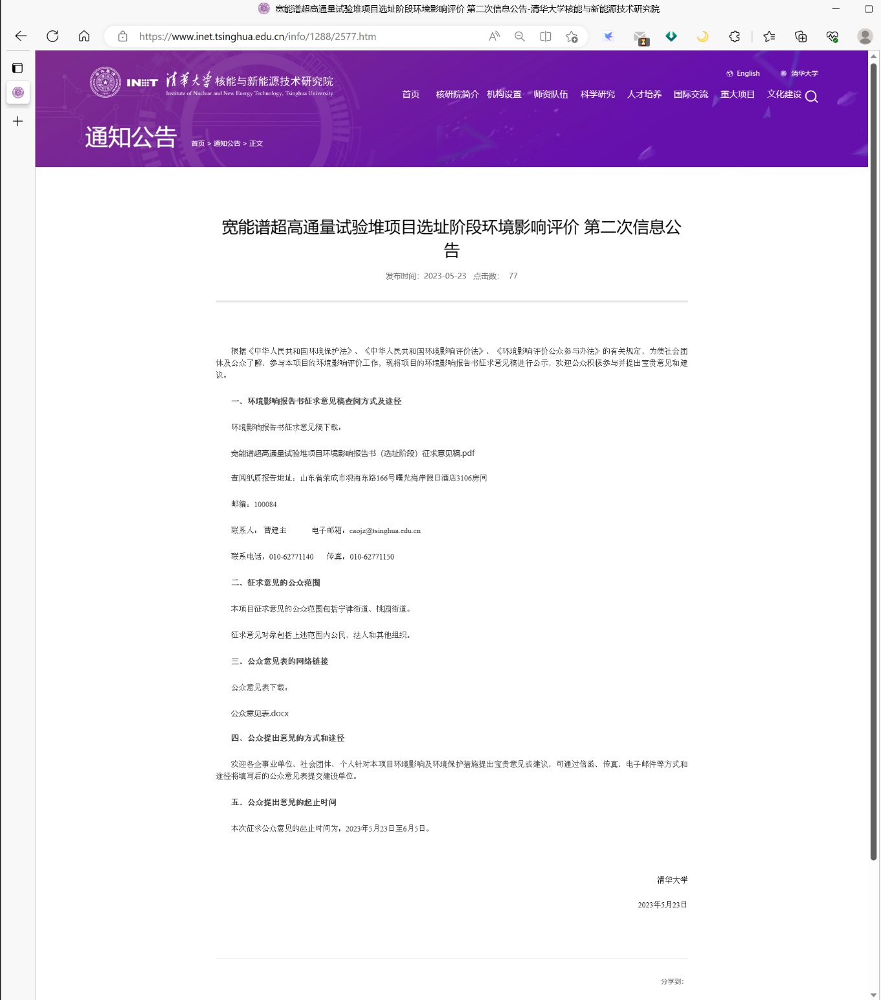 宽能谱超高通量试验堆项目选址阶段环境影响评价 第二次信息公告-清华大学核能与新能源技术研究院
https://www.inet.tsinghua.edu.cn/info/1288/2577.htm
English 清华大学
INET 清华大学 核能与新能源技术研究院
Institute of Nuclear and New Energy Technology, Tsinghua University
首页 核研院简介 机构设置 师资队伍 科学研究 人才培养 国际交流 重大项目 文化建设
通知公告 首页 > 通知公告 > 正文
宽能谱超高通量试验堆项目选址阶段环境影响评价 第二次信息公
告
发布时间：2023-05-23 点击数： 77
根据《中华人民共和国环境保护法》、《中华人民共和国环境影响评价法》、《环境影响评价公众参与办法》的有关规定，为使社会团
体及公众了解、参与本项目的环境影响评价工作，现将项目的环境影响报告书征求意见稿进行公示，欢迎公众积极参与并提出宝贵意见和建
议。
一、环境影响报告书征求意见稿查阅方式及途径
环境影响报告书征求意见稿下载：
宽能谱超高通量试验堆项目环境影响报告书（选址阶段）征求意见稿.pdf
查阅纸质报告地址：山东省荣成市观海东路166号曙光海岸假日酒店3106房间
邮编：100084
联系人： 曹建主 电子邮箱：caojz@tsinghua.edu.cn
联系电话：010-62771140 传真：010-62771150
二、征求意见的公众范围
本项目征求意见的公众范围包括宁津街道、桃园街道。
征求意见对象包括上述范围内公民、法人和其他组织。
三、公众意见表的网络链接
公众意见表下载：
公众意见表.docx
四、公众提出意见的方式和途径
欢迎各企事业单位、社会团体、个人针对本项目环境影响及环境保护措施提出宝贵意见或建议，可通过信函、传真、电子邮件等方式和
途径将填写后的公众意见表提交建设单位。
五、公众提出意见的起止时间
本次征求公众意见的起止时间为：2023年5月23日至6月5日。
清华大学
2023年5月23日
分享到：